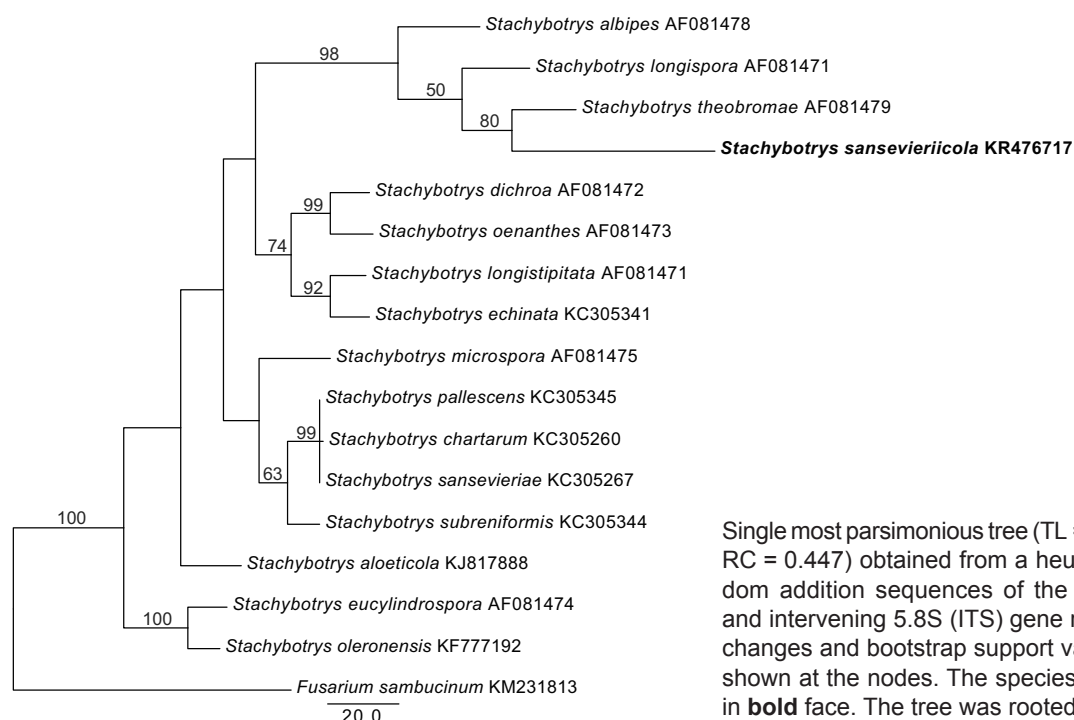 Stachybotrys albipes AF081478
98
Stachybotrys longispora AF081471
50
Stachybotrys theobromae AF081479
80
Stachybotrys sansevieriicola KR476717
Stachybotrys dichroa AF081472
99
Stachybotrys oenanthes AF081473
74
Stachybotrys longistipitata AF081471
92
Stachybotrys echinata KC305341
Stachybotrys microspora AF081475
Stachybotrys pallescens KC305345
99
Stachybotrys chartarum KC305260
63
Stachybotrys sansevieriae KC305267
Stachybotrys subreniformis KC305344
100
Stachybotrys aloeticola KJ817888
Stachybotrys eucylindrospora AF081474
100
Stachybotrys oleronensis KF777192
Fusarium sambucinum KM231813
20.0
Single most parsimonious tree (TL =
RC = 0.447) obtained from a heu
dom addition sequences of the
and intervening 5.8S (ITS) gene r
changes and bootstrap support va
shown at the nodes. The species
in bold face. The tree was rooted